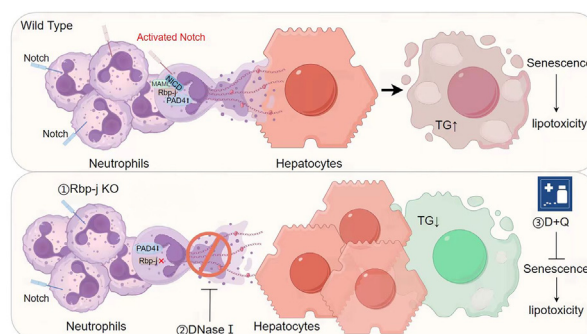 Wild Type
Activated Notch
Notch
NICD
MAML
Rbp-j
PAD4↑
Notch
Neutrophils
Hepatocytes
TG↑
Senescence
lipotoxicity
①Rbp-j KO
PAD4↓
Rbp-j×
Notch
Neutrophils
②DNase I
Hepatocytes
TG↓
③D+Q
Senescence
lipotoxicity